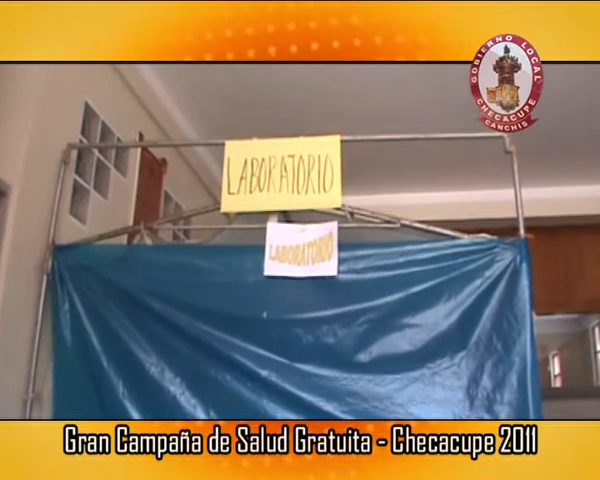 GOBIERNO LOCAL
CHECACUPE
CANCHIS
LABORATORIO
LABORATORIO
Gran Campaña de Salud Gratuita - Checacupe 2011